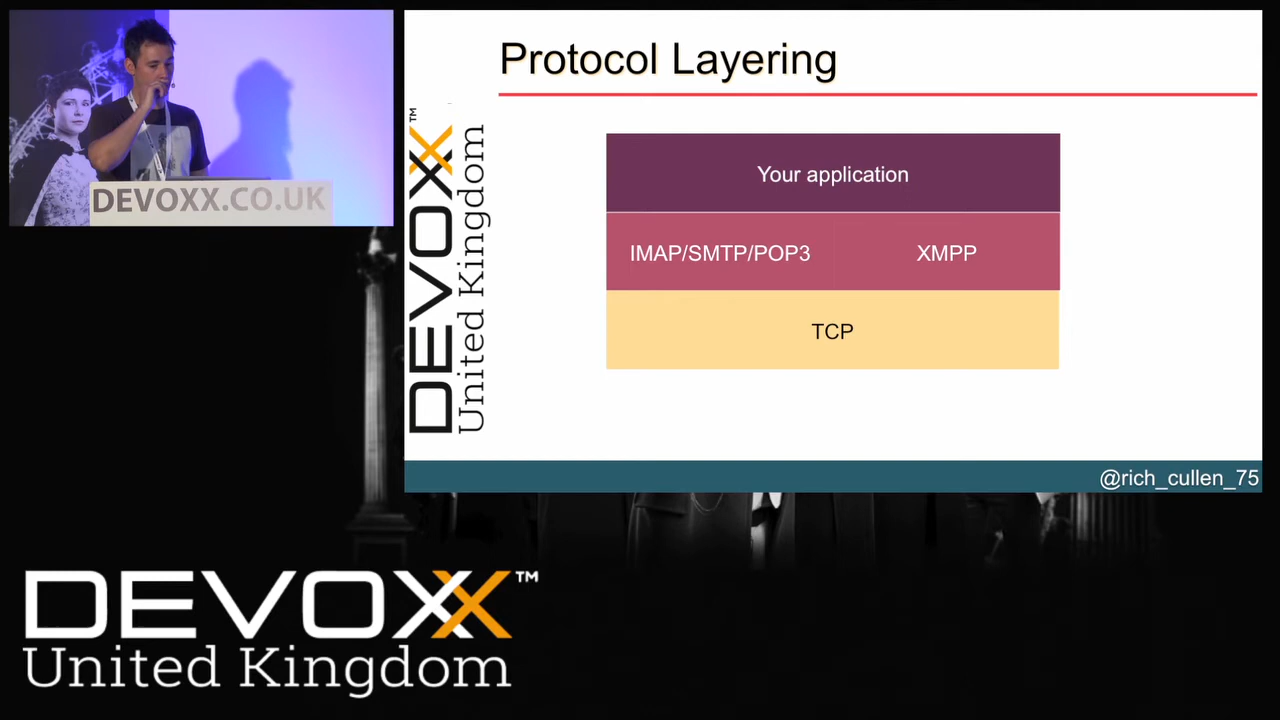 DEVOXX.CO.UK
Protocol Layering
DEVOXX™
United Kingdom
Your application
IMAP/SMTP/POP3
XMPP
TCP
@rich_cullen_75
DEVOXX™
United Kingdom